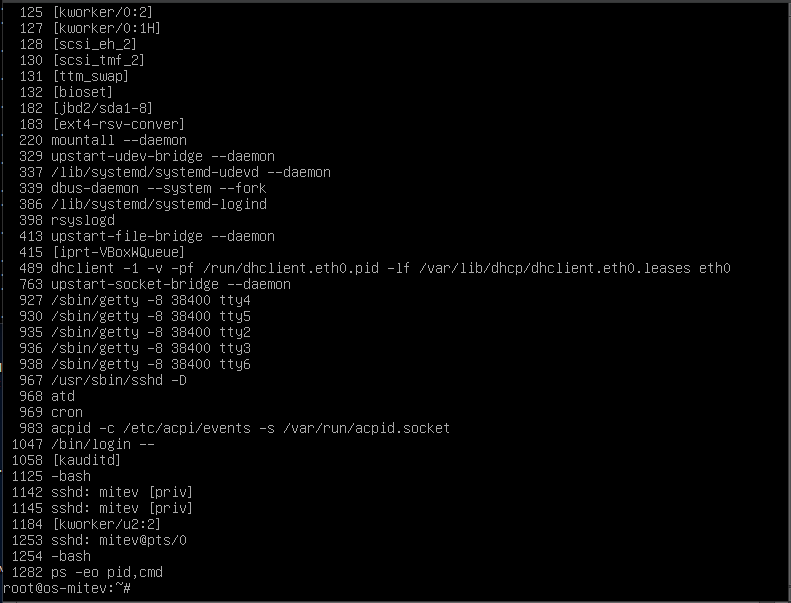 125 [kworker/0:2]
127 [kworker/0:1H]
128 [scsi_eh_2]
130 [scsi_tmf_2]
131 [ttm_swap]
132 [bioset]
182 [jbd2/sda1-8]
183 [ext4-rsv-conver]
220 mountall --daemon
329 upstart-udev-bridge --daemon
337 /lib/systemd/systemd-udevd --daemon
339 dbus-daemon --system --fork
386 /lib/systemd/systemd-logind
398 rsyslogd
413 upstart-file-bridge --daemon
415 [iprt-VBoxWQueue]
489 dhclient -1 -v -pf /run/dhclient.eth0.pid -lf /var/lib/dhcp/dhclient.eth0.leases eth0
763 upstart-socket-bridge --daemon
927 /sbin/getty -8 38400 tty4
930 /sbin/getty -8 38400 tty5
935 /sbin/getty -8 38400 tty2
936 /sbin/getty -8 38400 tty3
938 /sbin/getty -8 38400 tty6
967 /usr/sbin/sshd -D
968 atd
969 cron
983 acpid -c /etc/acpi/events -s /var/run/acpid.socket
1047 /bin/login --
1058 [kauditd]
1125 -bash
1142 sshd: mitev [priv]
1145 sshd: mitev [priv]
1184 [kworker/u2:2]
1253 sshd: mitev@pts/0
1254 -bash
1282 ps -eo pid,cmd
root@os-mitev:~#